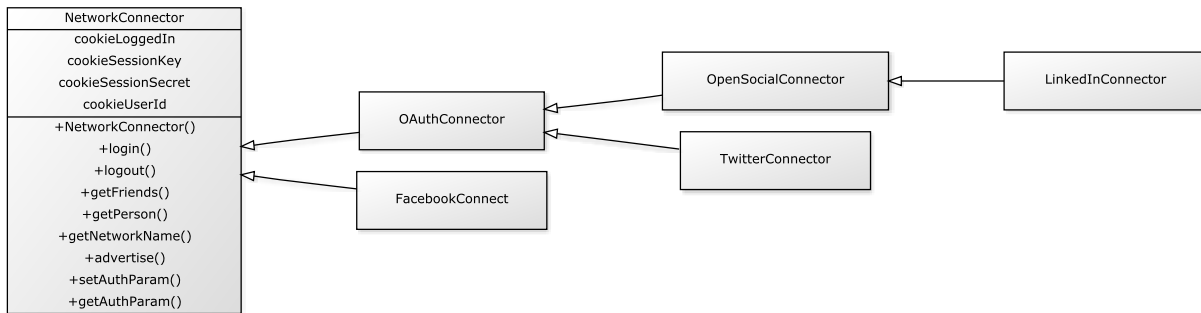 NetworkConnector
cookieLoggedIn
cookieSessionKey
cookieSessionSecret
cookieUserId
+NetworkConnector()
+login()
+logout()
+getFriends()
+getPerson()
+getNetworkName()
+advertise()
+setAuthParam()
+getAuthParam()
OAuthConnector
FacebookConnect
OpenSocialConnector
TwitterConnector
LinkedInConnector